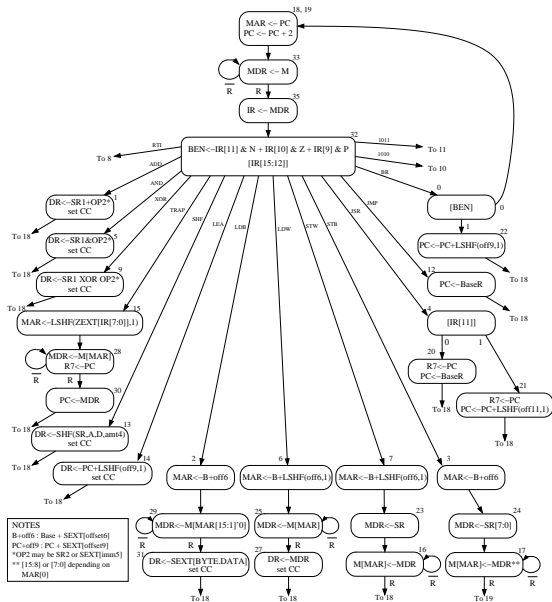 18, 19
MAR <- PC
PC <- PC + 2
33
MDR <- M
R
R
35
IR <- MDR
32
BEN<-IR[11] & N + IR[10] & Z + IR[9] & P
[IR[15:12]]
1011
To 11
1010
To 10
BR
RTI
To 8
ADD
AND
XOR
TRAP
SHF
LEA
LDB
LDW
STW
STB
JSR
JMP
1
DR<-SR1+OP2*
set CC
To 18
5
DR<-SR1&OP2*
set CC
To 18
9
DR<-SR1 XOR OP2*
set CC
To 18
15
MAR<-LSHF(ZEXT[IR[7:0]],1)
28
MDR<-M[MAR]
R7<-PC
R
R
30
PC<-MDR
To 18
13
DR<-SHF(SR,A,D,amt4)
set CC
To 18
14
DR<-PC+LSHF(off9,1)
set CC
To 18
0
[BEN]
0
1
22
PC<-PC+LSHF(off9,1)
To 18
12
PC<-BaseR
To 18
4
[IR[11]]
0
1
20
R7<-PC
PC<-BaseR
To 18
21
R7<-PC
PC<-PC+LSHF(off11,1)
To 18
2
MAR<-B+off6
6
MAR<-B+LSHF(off6,1)
7
MAR<-B+LSHF(off6,1)
3
MAR<-B+off6
29
MDR<-M[MAR[15:1]'0]
R
R
25
MDR<-M[MAR]
R
R
23
MDR<-SR
24
MDR<-SR[7:0]
31
DR<-SEXT[BYTE.DATA]
set CC
To 18
27
DR<-MDR
set CC
To 18
16
M[MAR]<-MDR
R
R
To 18
17
M[MAR]<-MDR**
R
R
To 19
NOTES
B+off6 : Base + SEXT[offset6]
PC+off9 : PC + SEXT[offset9]
*OP2 may be SR2 or SEXT[imm5]
** [15:8] or [7:0] depending on
MAR[0]